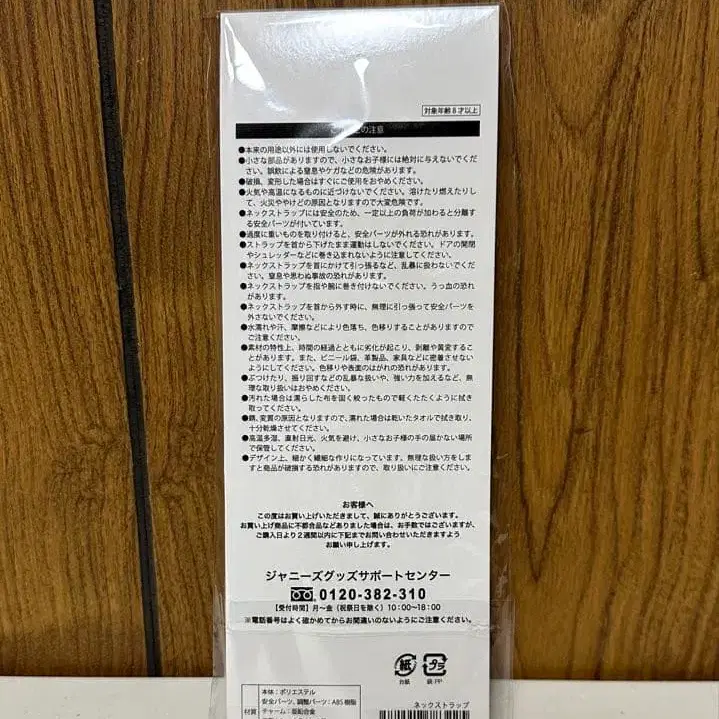 対象年齢8才以上
の注意
●本来の用途以外には使用しないでください。
●小さな部品がありますので、小さなお子様には絶対に与えないでくだ
さい。誤飲による窒息やケガなどの危険があります。
●破損、変形した場合はすぐにご使用をおやめください。
●火気や高温になるものに近づけないでください。溶けたり燃えたりし
て、火災ややけどの原因となりますので大変危険です。
●ネックストラップには安全のため、一定以上の負荷が加わると分離す
る安全パーツが付いています。
●過度に重いものを取り付けると、安全パーツが外れる恐れがあります。
●ストラップを首から下げたまま運動はしないでください。ドアの開閉
やシュレッダーなどに巻き込まれないように注意してください。
●ネックストラップを首にかけて引っ張るなど、乱暴に扱わないでくだ
さい。窒息や思わぬ事故の恐れがあります。
●ネックストラップを指や腕に巻き付けないでください。うっ血の恐れ
があります。
●ネックストラップを首から外す時に、無理に引っ張って安全パーツを
外さないでください。
●水濡れや汗、摩擦などにより色落ち、色移りすることがありますので
ご注意ください。
●素材の特性上、時間の経過とともに劣化が起こり、剥離や黄変するこ
とがあります。また、ビニール袋、革製品、家具などに密着させない
ようにしてください。色移りや表面のはがれの恐れがあります。
●ぶつけたり、振り回すなどの乱暴な扱いや、強い力を加えるなど、無
理な取り扱いはおやめください。
●汚れた場合は濡らした布を固く絞ったもので軽くたたくように拭き
取ってください。
●錆、変質の原因となりますので、濡れた場合は乾いたタオルで拭き取り、
十分乾燥させてください。
●高温多湿、直射日光、火気を避け、小さなお子様の手の届かない場所
で保管してください。
●デザイン上、細かく繊細な作りになっています。無理な扱い方をしま
すと商品が破損する恐れがありますので、取り扱いにご注意ください。
お客様へ
この度はお買い上げいただきまして、誠にありがとうございます。
お買い上げ商品に不都合品などありました場合は、お手数ではございますが、
ご購入日より2週間以内に下記までお問い合わせいただきますよう
お願い申し上げます。
ジャニーズグッズサポートセンター
0120-382-310
【受付時間】月〜金（祝祭日を除く）10:00〜18:00
※電話番号はよく確かめてからお間違いのないようにご注意ください。
紙 プラ
台紙 袋:PP
本体：ポリエステル
安全パーツ、調整パーツ：ABS樹脂
材質 チャーム：亜鉛合金
ネックストラップ